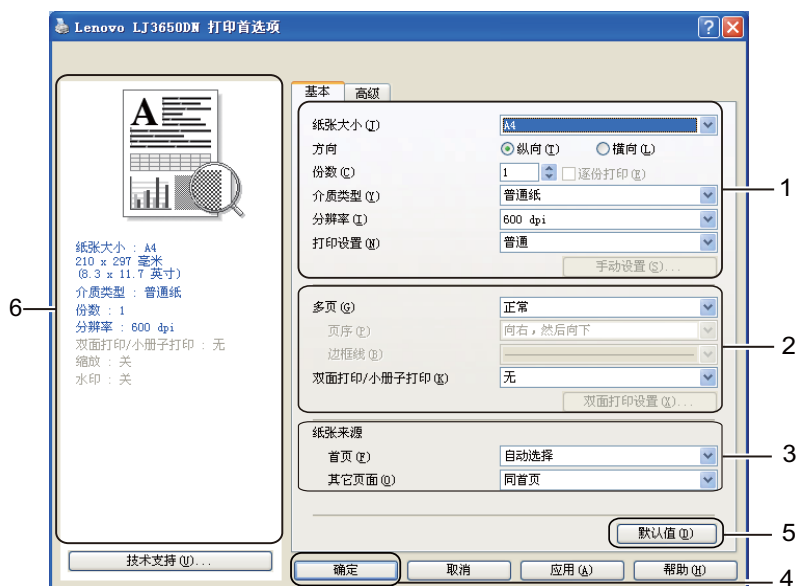 Lenovo LJ3650DN 打印首选项
基本 高级
A
纸张大小 : A4
210 x 297 毫米
(8.3 x 11.7 英寸)
介质类型 : 普通纸
份数 : 1
分辨率 : 600 dpi
双面打印/小册子打印 : 无
缩放 : 关
水印 : 关
技术支持(U)...
6
纸张大小(J) A4
方向 纵向(T) 横向(L)
份数(C) 1 逐份打印(E)
介质类型(Y) 普通纸
分辨率(I) 600 dpi
打印设置(N) 普通
手动设置(S)...
1
多页(G) 正常
页序(P) 向右，然后向下
边框线(B)
双面打印/小册子打印(K) 无
双面打印设置(X)...
2
纸张来源
首页(F) 自动选择
其它页面(O) 同首页
3
默认值(D)
5
确定 取消 应用(A) 帮助(H)
4